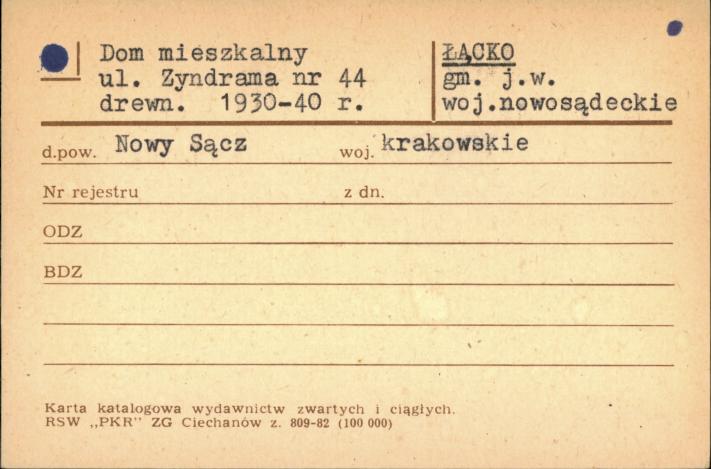 Dom mieszkalny
ul. Zyndrama nr 44
drewn. 1930-40 r.
ŁĄCKO
gm. j.w.
woj.nowosądeckie
d.pow. Nowy Sącz woj. krakowskie
Nr rejestru z dn.
ODZ
BDZ
Karta katalogowa wydawnictw zwartych i ciągłych.
RSW „PKR" ZG Ciechanów z. 809-82 (100 000)